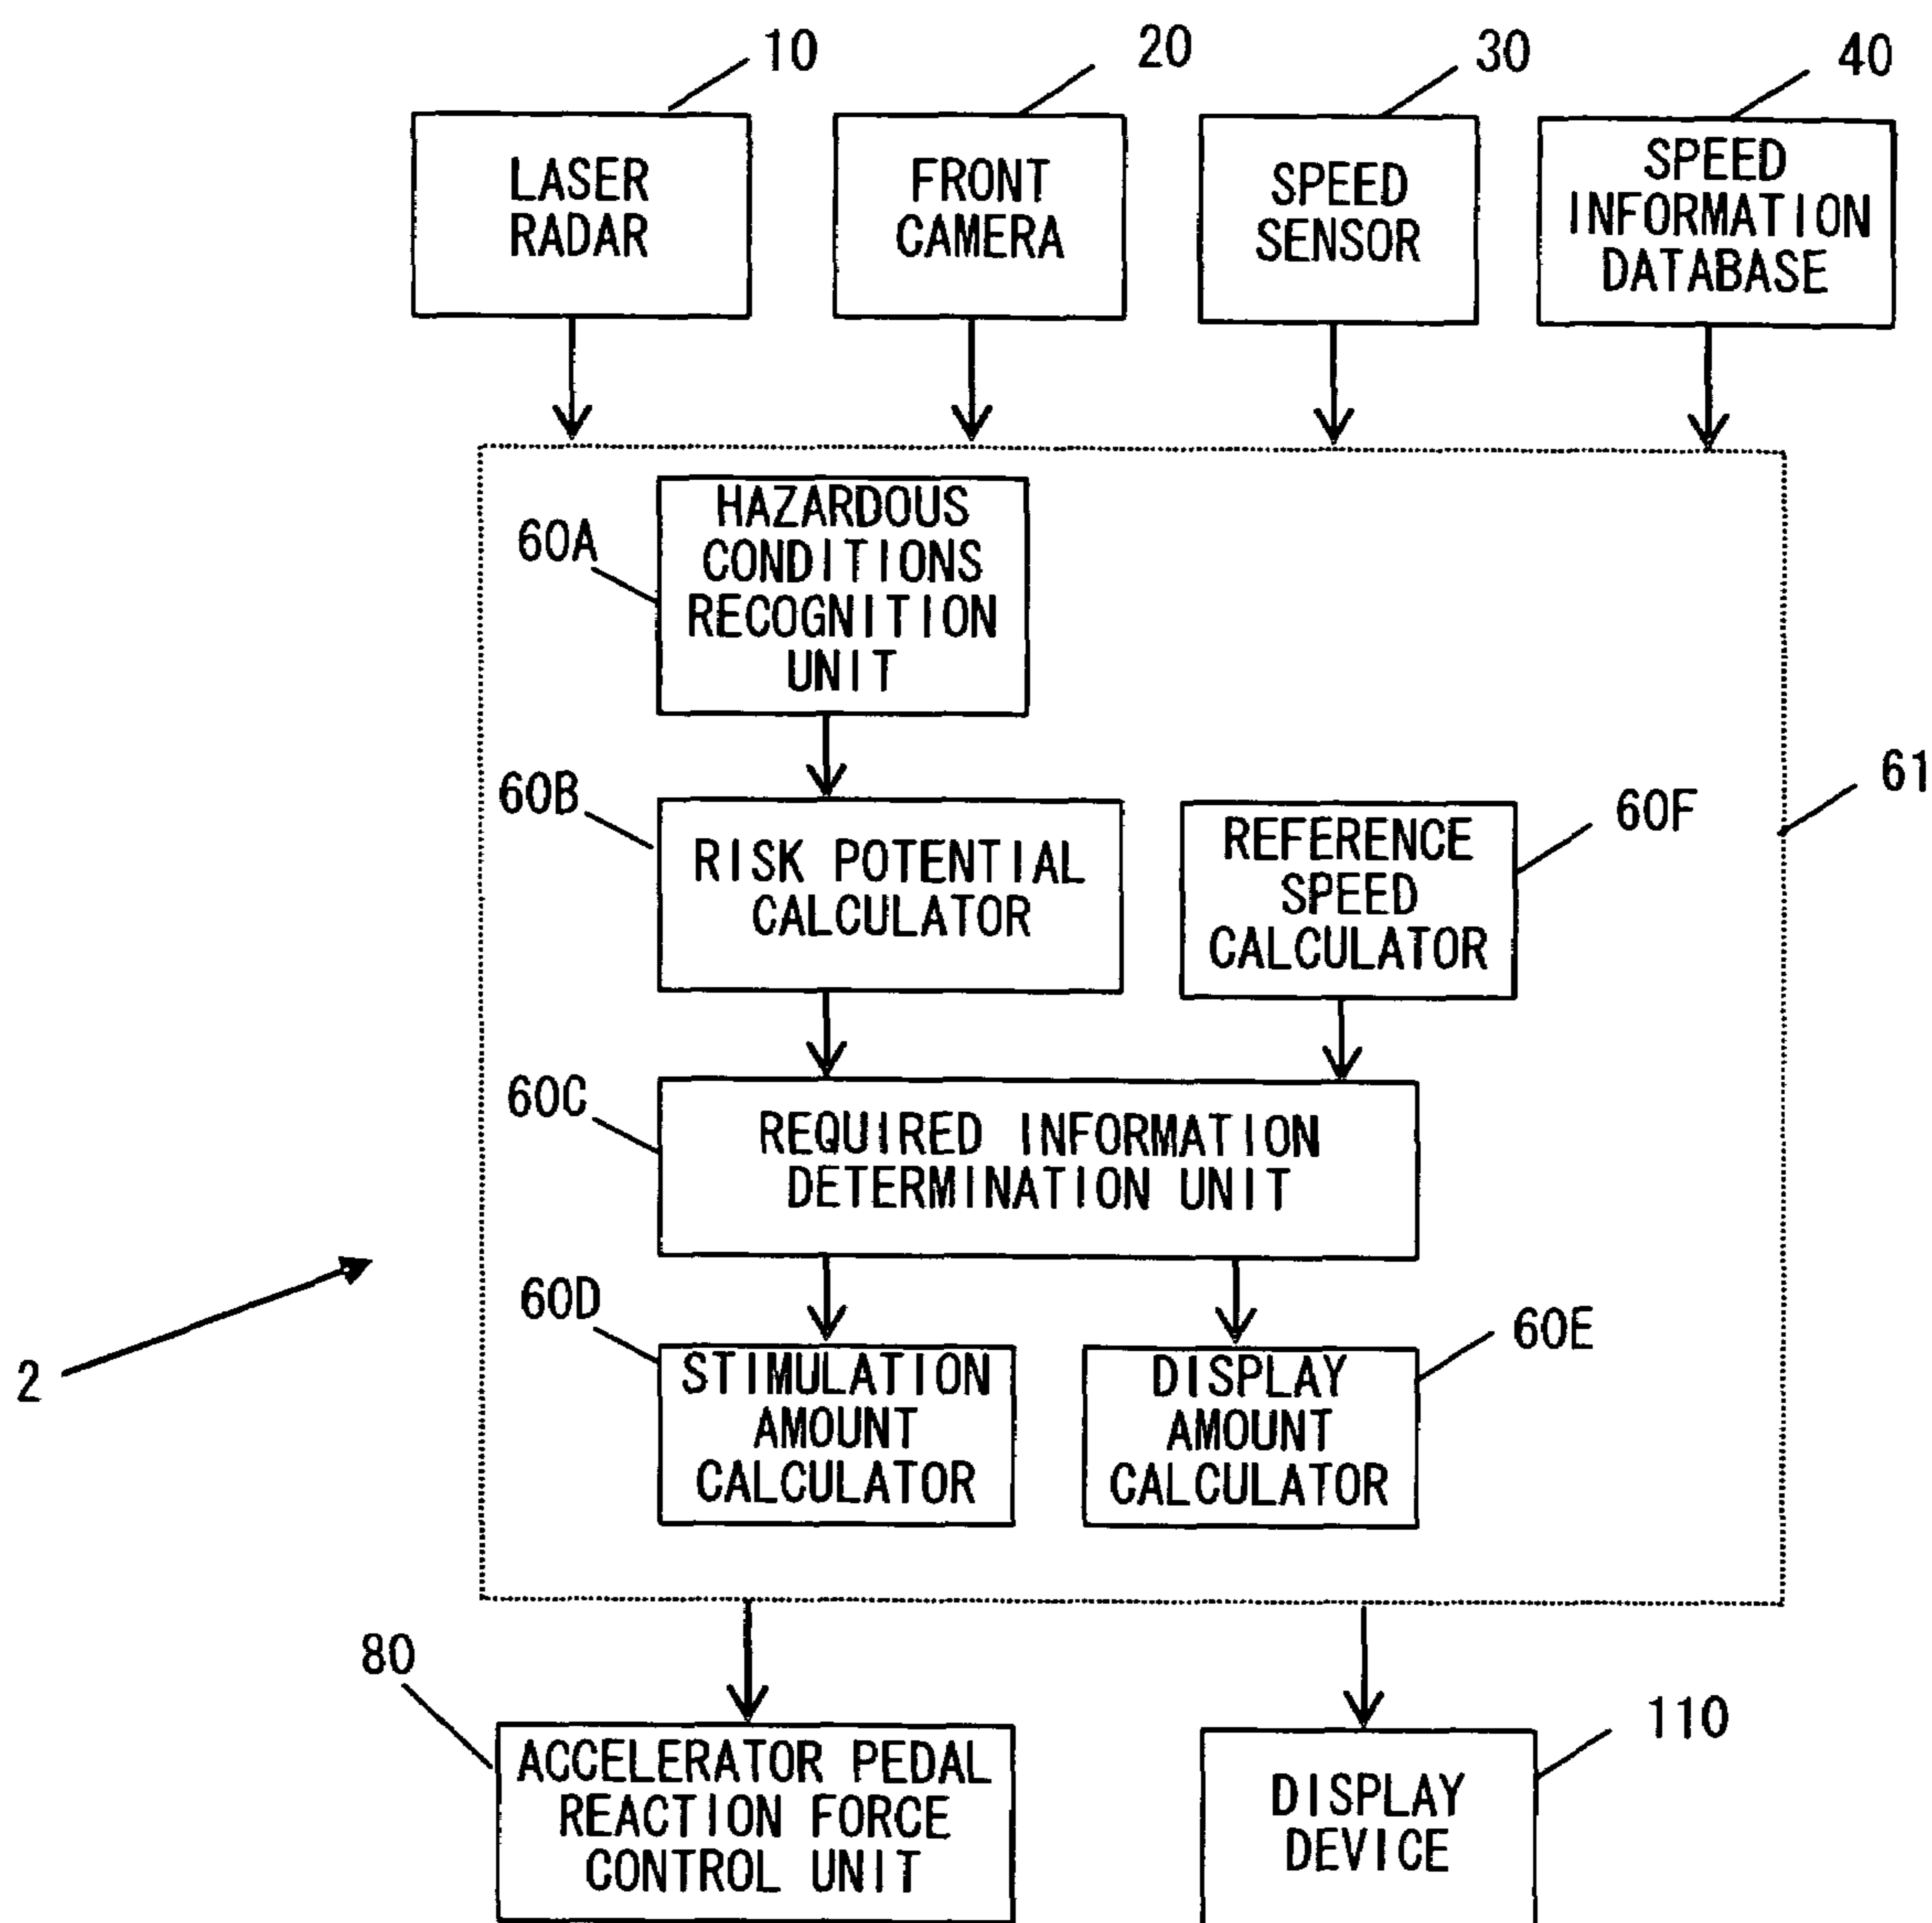 10
20
30
40
LASER
RADAR
FRONT
CAMERA
SPEED
SENSOR
SPEED
INFORMATION
DATABASE
60A
HAZARDOUS
CONDITIONS
RECOGNITION
UNIT
61
60B
RISK POTENTIAL
CALCULATOR
60F
REFERENCE
SPEED
CALCULATOR
60C
REQUIRED INFORMATION
DETERMINATION UNIT
2
60D
STIMULATION
AMOUNT
CALCULATOR
60E
DISPLAY
AMOUNT
CALCULATOR
80
ACCELERATOR PEDAL
REACTION FORCE
CONTROL UNIT
110
DISPLAY
DEVICE